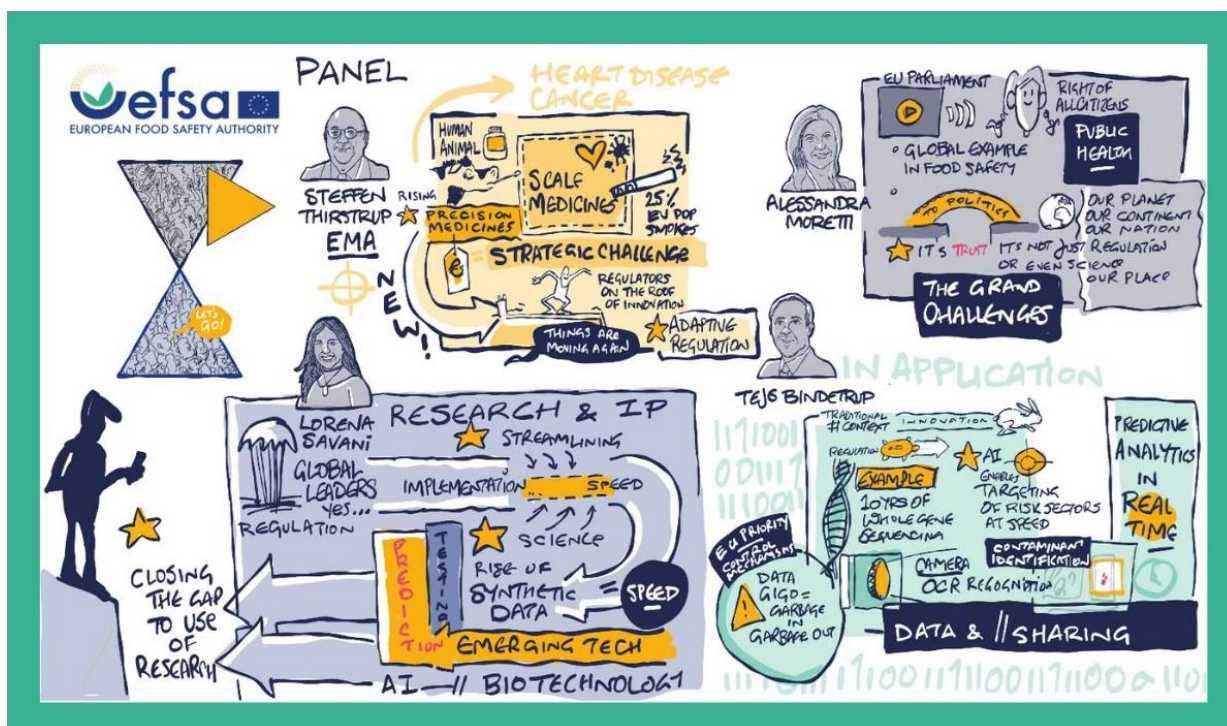 efsa
EUROPEAN FOOD SAFETY AUTHORITY
LET'S
GO!
PANEL
STEFFEN
THIRSTRUP
EMA
HEART DISEASE
CANCER
HUMAN
ANIMAL
RISING
PRECISION
MEDICINES
SCALE
MEDICINES
25%
EU POP
SMOKES
€
= STRATEGIC CHALLENGE
NEW!
REGULATORS
ON THE ROOF
OF INNOVATION
THINGS ARE
MOVING AGAIN
ADAPTIVE
REGULATION
ALESSANDRA
MORETTI
EU PARLIAMENT
RIGHT OF
ALL CITIZENS
PUBLIC
HEALTH
GLOBAL EXAMPLE
IN FOOD SAFETY
TO POLITICS
OUR PLANET
OUR CONTINENT
OUR NATION
IT'S TRUST IT'S NOT JUST REGULATION
OR EVEN SCIENCE
OUR PLACE
THE GRAND
CHALLENGES
LORENA
SAVANI
RESEARCH & IP
GLOBAL
LEADERS
YES...
REGULATION
STREAMLINING
IMPLEMENTATION... SPEED
SCIENCE
PREDICTION
TESTING
RISE OF
SYNTHETIC
DATA
= SPEED
EMERGING TECH
AI // BIOTECHNOLOGY
CLOSING
THE GAP
TO USE OF
RESEARCH
TEJS BINDETRUP
IN APPLICATION
TRADITIONAL
#CONTEXT
INNOVATION
REGULATION
EXAMPLE
10 YRS OF
WHOLE GENE
SEQUENCING
AI
ENABLES
TARGETING
OF RISK SECTORS
AT SPEED
PREDICTIVE
ANALYTICS
IN
REAL
TIME
EU PRIORITY
CONTROL
MECHANISMS
DATA
GIGO =
GARBAGE
IN
GARBAGE OUT
CAMERA
OCR RECOGNITION
CONTAMINANT
IDENTIFICATION
DATA & // SHARING